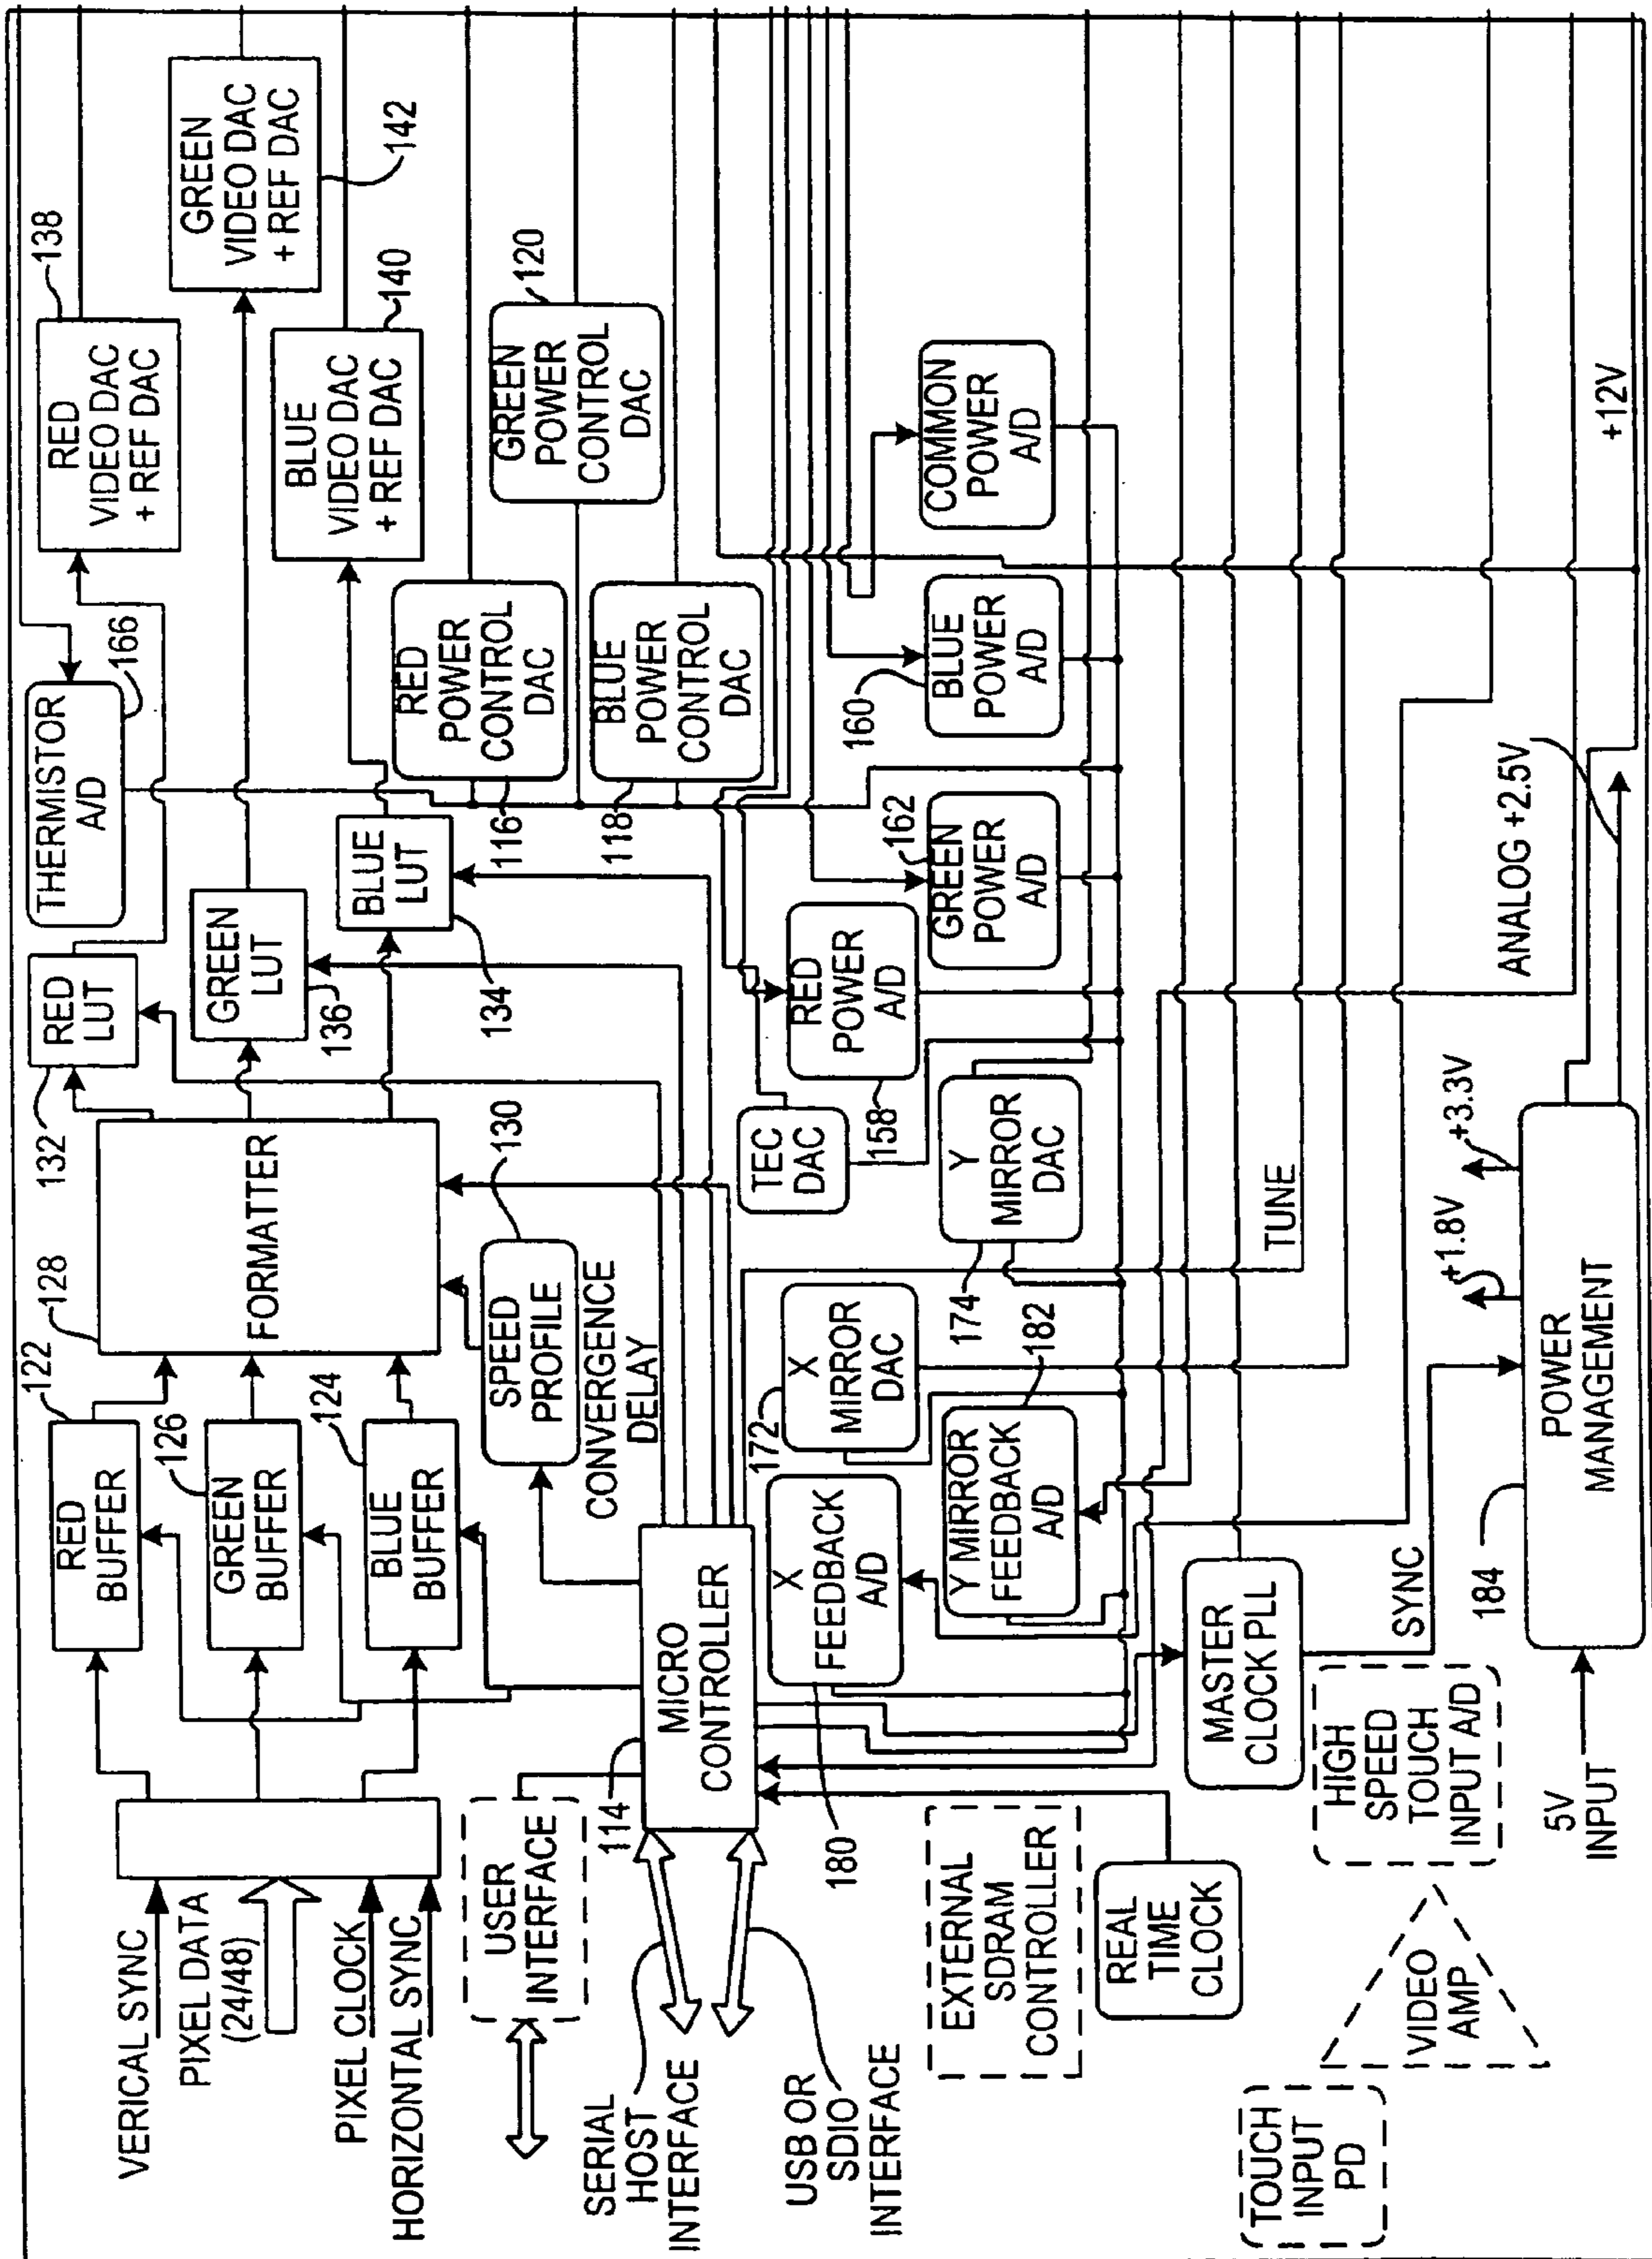 VERICAL SYNC
PIXEL DATA
(24/48)
PIXEL CLOCK
HORIZONTAL SYNC
RED
BUFFER
122
GREEN
BUFFER
126
BLUE
BUFFER
124
FORMATTER
128
SPEED
PROFILE
130
CONVERGENCE
DELAY
RED
LUT
132
GREEN
LUT
136
BLUE
LUT
134
THERMISTOR
A/D
166
RED
VIDEO DAC
+ REF DAC
138
GREEN
VIDEO DAC
+ REF DAC
142
BLUE
VIDEO DAC
+ REF DAC
140
RED
POWER
CONTROL
DAC
116
BLUE
POWER
CONTROL
DAC
118
GREEN
POWER
CONTROL
DAC
120
USER
INTERFACE
SERIAL
HOST
INTERFACE
USB OR
SDIO
INTERFACE
MICRO
CONTROLLER
114
X
FEEDBACK
A/D
180
X
MIRROR
DAC
172
Y MIRROR
FEEDBACK
A/D
182
Y
MIRROR
DAC
174
TEC
DAC
RED
POWER
A/D
158
GREEN
POWER
A/D
162
BLUE
POWER
A/D
160
COMMON
POWER
A/D
EXTERNAL
SDRAM
CONTROLLER
REAL
TIME
CLOCK
MASTER
CLOCK PLL
TUNE
SYNC
TOUCH
INPUT
PD
VIDEO
AMP
HIGH
SPEED
TOUCH
INPUT A/D
5V
INPUT
POWER
MANAGEMENT
184
+1.8V
+3.3V
ANALOG +2.5V
+12V